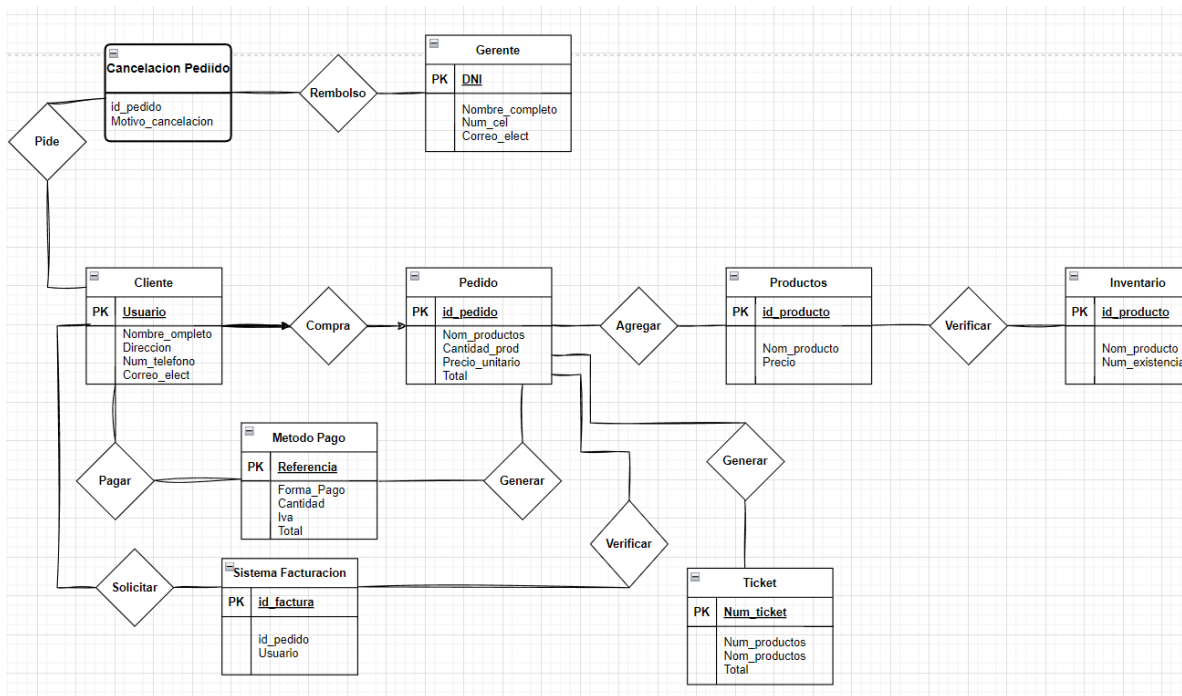 Cancelacion Pediido
id_pedido
Motivo_cancelacion
Rembolso
Gerente
PK DNI
Nombre_completo
Num_cel
Correo_elect
Pide
Cliente
PK Usuario
Nombre_ompleto
Direccion
Num_telefono
Correo_elect
Compra
Pedido
PK id_pedido
Nom_productos
Cantidad_prod
Precio_unitario
Total
Agregar
Productos
PK id_producto
Nom_producto
Precio
Verificar
Inventario
PK id_producto
Nom_producto
Num_existencia
Pagar
Metodo Pago
PK Referencia
Forma_Pago
Cantidad
Iva
Total
Generar
Generar
Verificar
Solicitar
Sistema Facturacion
PK id_factura
id_pedido
Usuario
Ticket
PK Num_ticket
Num_productos
Nom_productos
Total